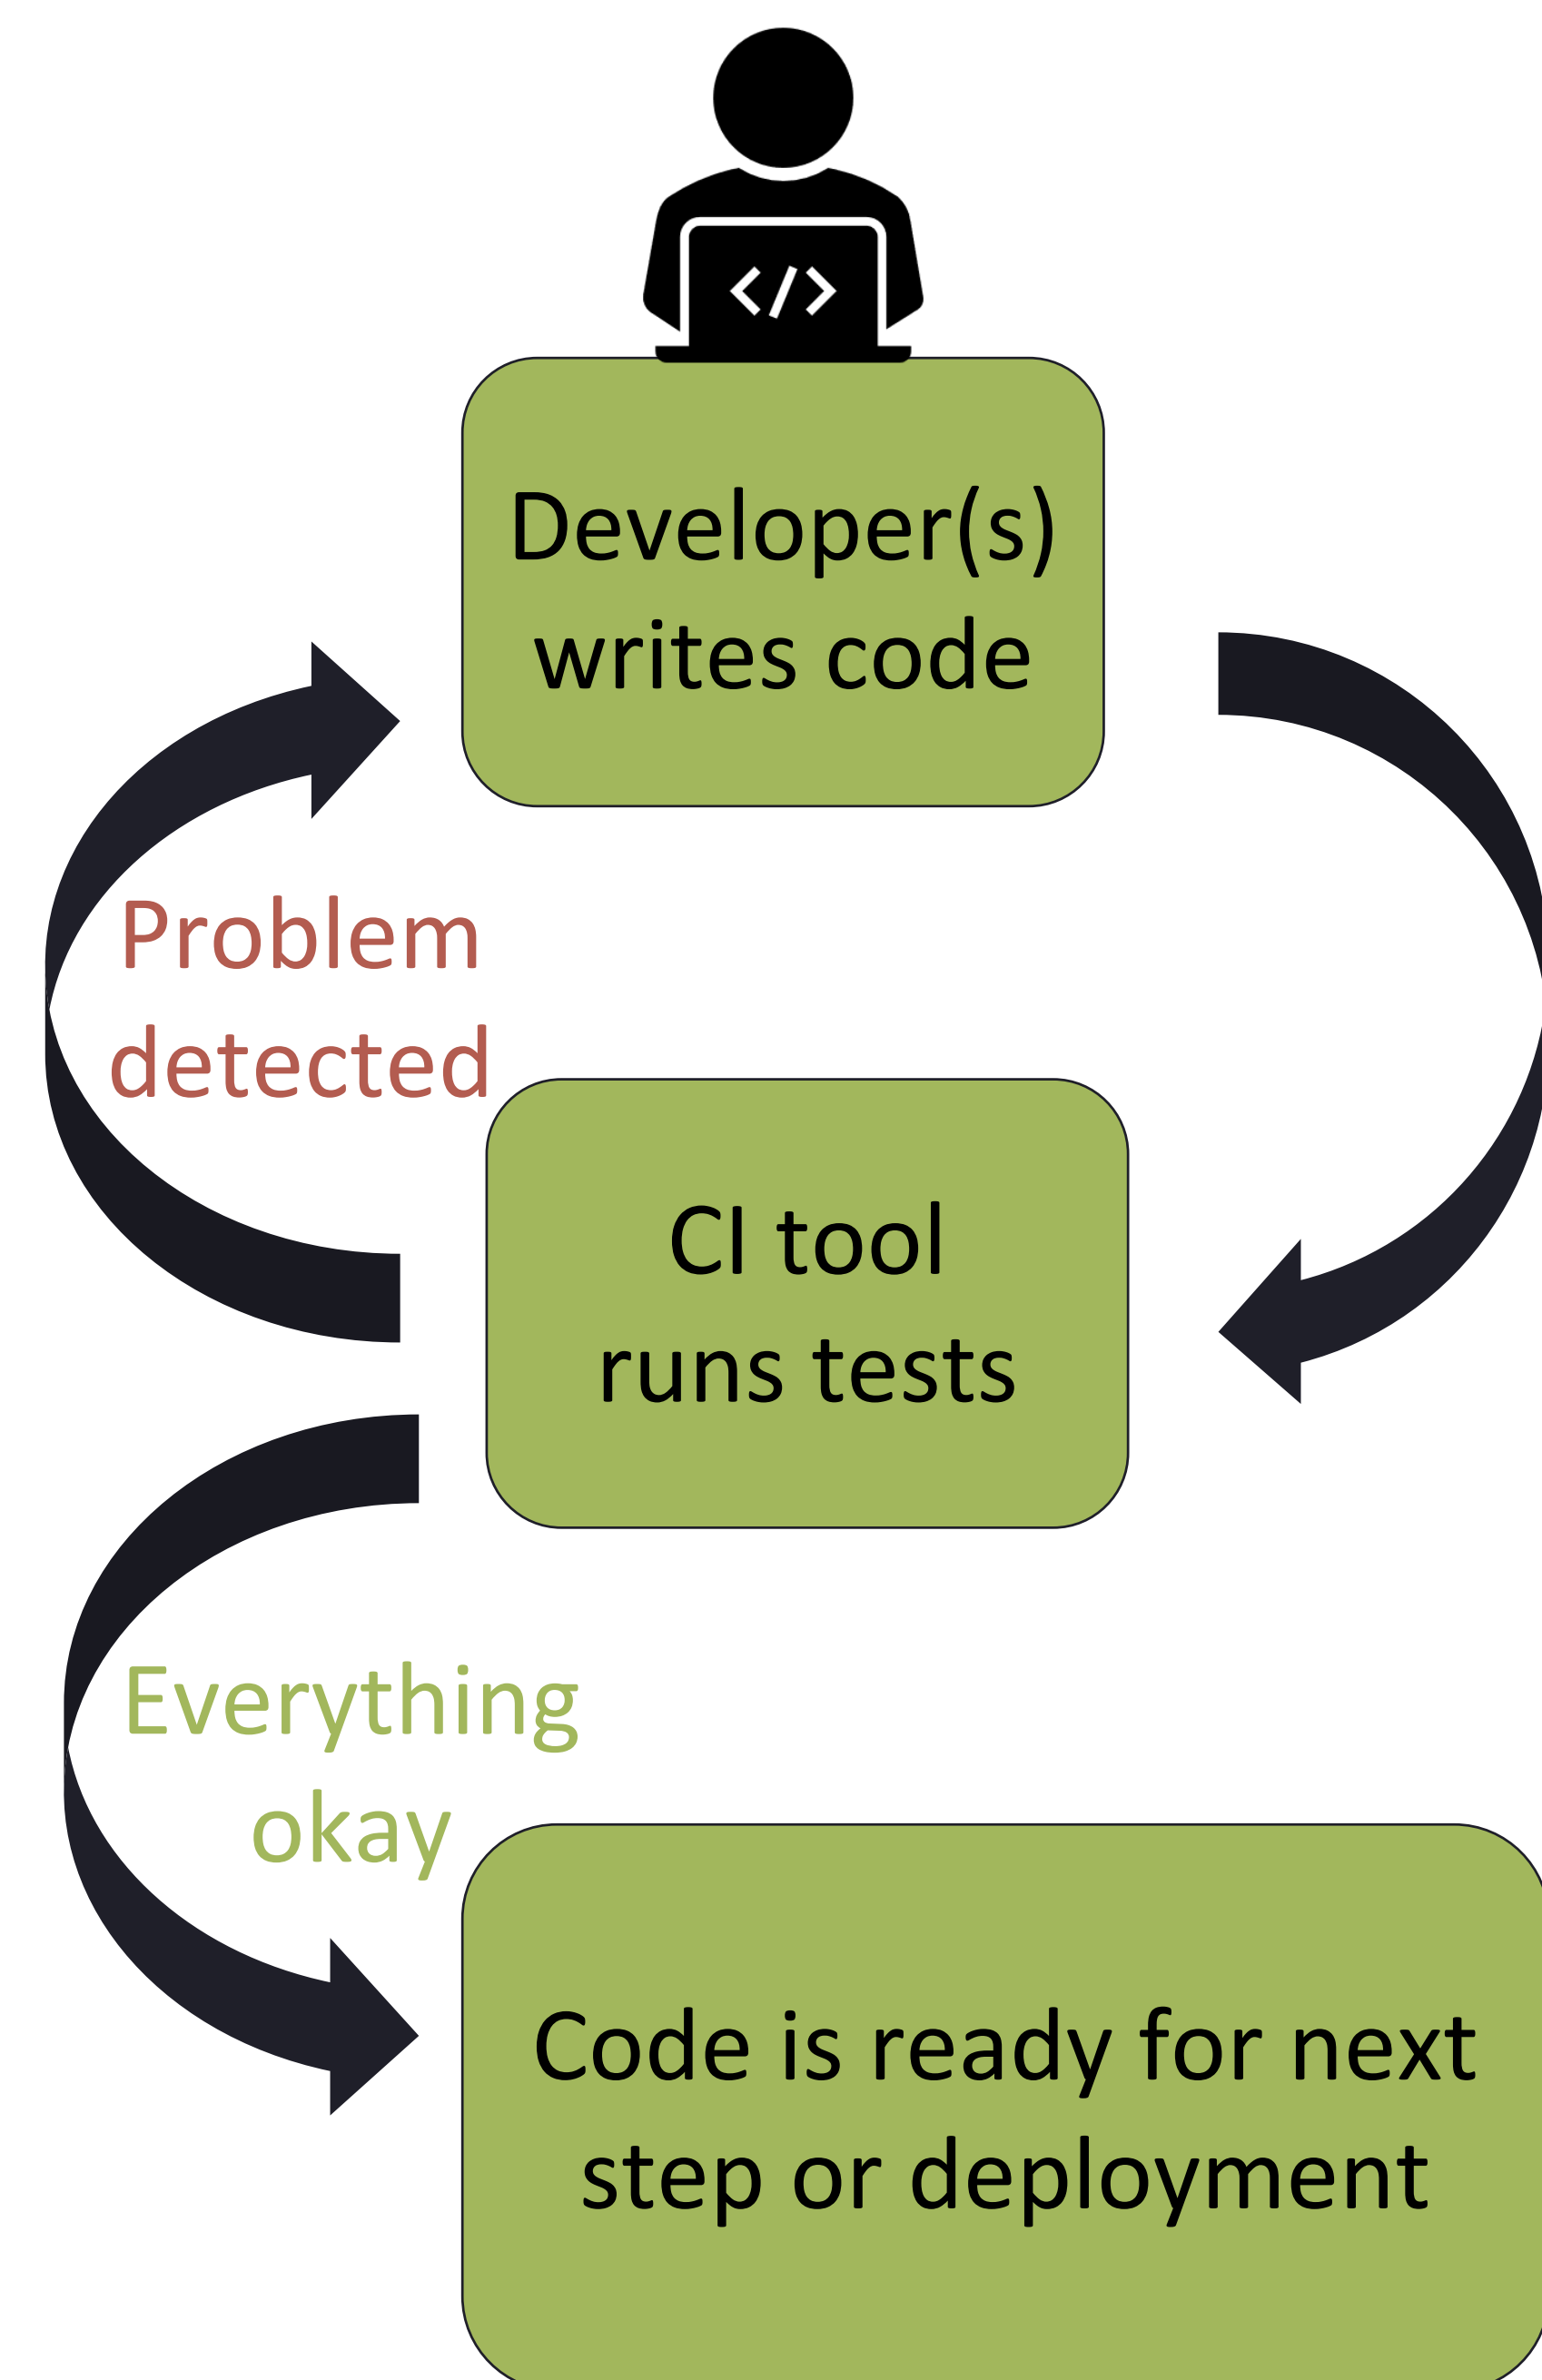 </>
Developer(s)
writes code
Problem
detected
CI tool
runs tests
Everything
okay
Code is ready for next
step or deployment